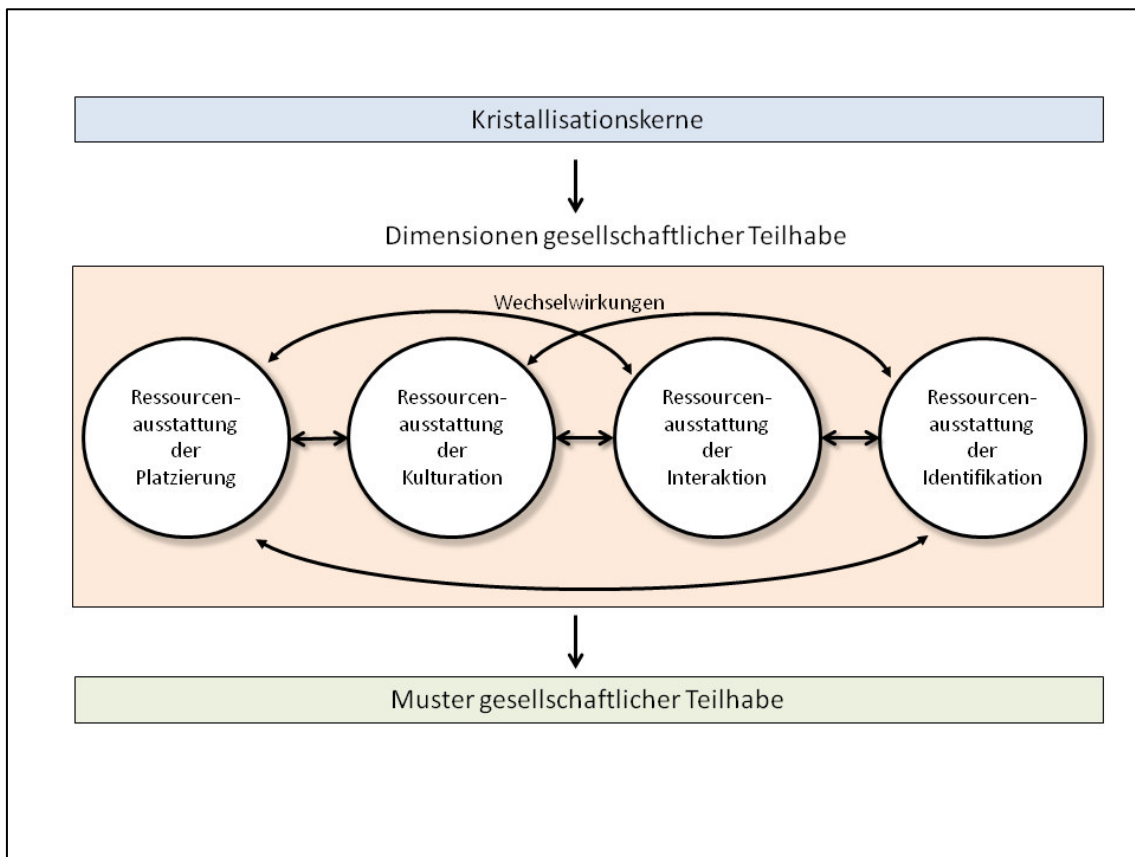 Kristallisationskerne
Dimensionen gesellschaftlicher Teilhabe
Wechselwirkungen
Ressourcen-
ausstattung
der
Platzierung
Ressourcen-
ausstattung
der
Kulturation
Ressourcen-
ausstattung
der
Interaktion
Ressourcen-
ausstattung
der
Identifikation
Muster gesellschaftlicher Teilhabe